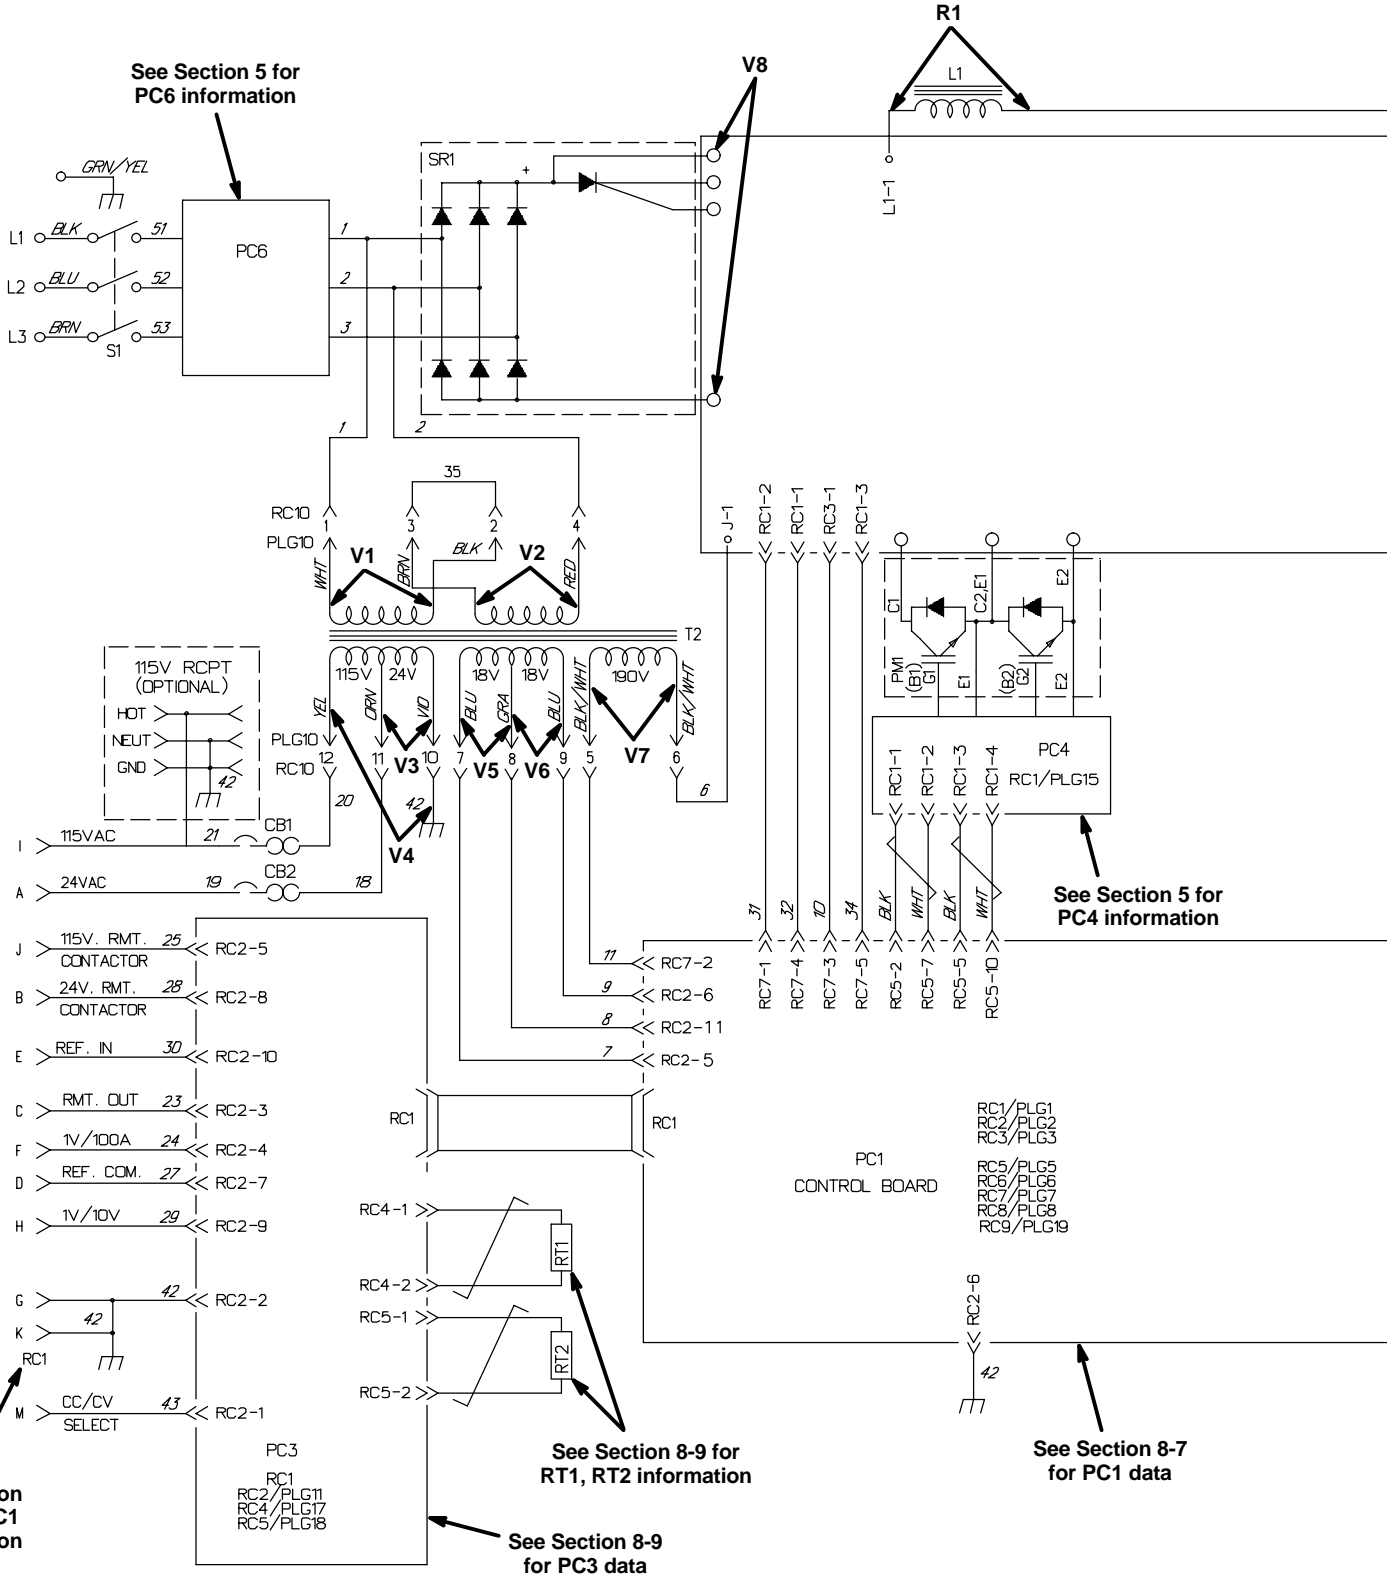 R1
See Section 5 for
PC6 information
V8
L1
GRN/YEL
SR1
+
L1-1
L1 BLK 51
PC6
1
L2 BLU 52
2
L3 BRN 53
3
S1
1
2
35
RC10
1
3
2
4
PLG10
WHT
V1
BRN
BLK
V2
RED
J-1
RC1-2
RC1-1
RC3-1
RC1-3
C1
C2,E1
E2
PM1
(B1)
G1
E1
(B2)
G2
E2
T2
115V
24V
18V
18V
190V
115V RCPT
(OPTIONAL)
HOT
NEUT
GND
42
YEL
ORN
VIO
BLU
GRA
BLU
BLK/WHT
BLK/WHT
PLG10
RC10
12
11
10
7
8
9
5
6
V3
V5
V6
V7
20
42
6
V4
PC4
RC1/PLG15
RC1-1
RC1-2
RC1-3
RC1-4
I 115VAC 21 CB1
A 24VAC 19 CB2 18
See Section 5 for
PC4 information
31
32
10
34
BLK
WHT
BLK
WHT
RC7-1
RC7-4
RC7-3
RC7-5
RC5-2
RC5-7
RC5-5
RC5-10
J 115V. RMT. 25 RC2-5
CONTACTOR
B 24V. RMT. 28 RC2-8
CONTACTOR
E REF. IN 30 RC2-10
C RMT. OUT 23 RC2-3
F 1V/100A 24 RC2-4
D REF. COM. 27 RC2-7
H 1V/10V 29 RC2-9
G 42 RC2-2
K 42
RC1
M CC/CV 43 RC2-1
SELECT
11 RC7-2
9 RC2-6
8 RC2-11
7 RC2-5
RC1
RC1
RC4-1
RT1
RC4-2
RC5-1
RT2
RC5-2
PC1
CONTROL BOARD
RC1/PLG1
RC2/PLG2
RC3/PLG3
RC5/PLG5
RC6/PLG6
RC7/PLG7
RC8/PLG8
RC9/PLG19
RC2-6
42
See Section 8-9 for
RT1, RT2 information
See Section 8-7
for PC1 data
PC3
RC1
RC2/PLG11
RC4/PLG17
RC5/PLG18
See Section 8-9
for PC3 data
on
C1
on